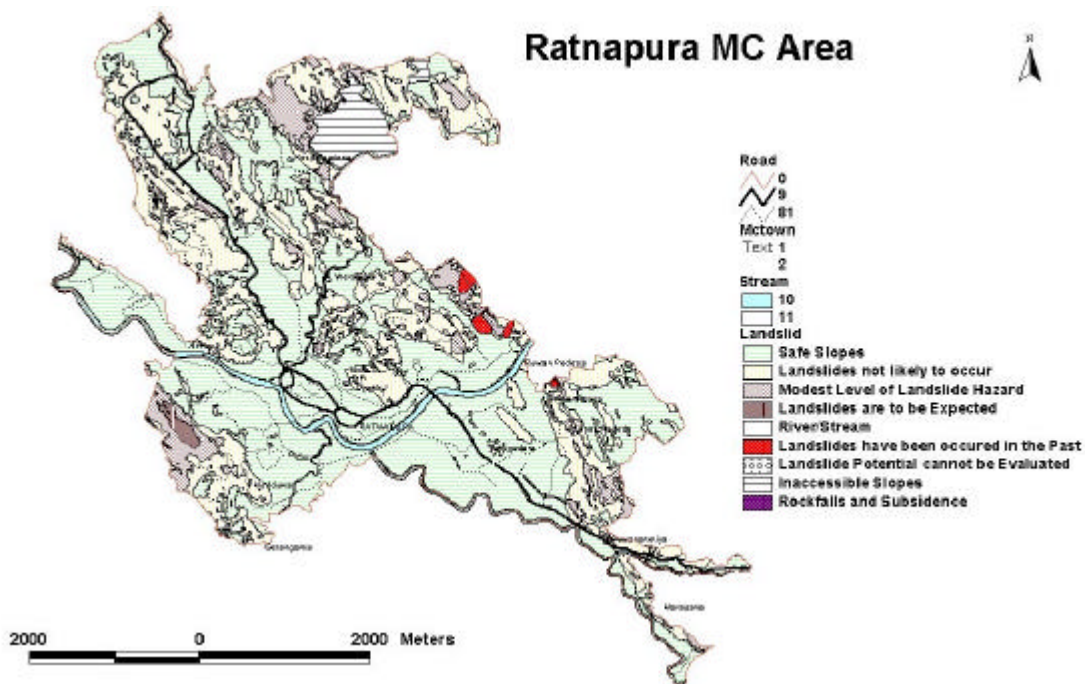 Ratnapura MC Area
N
Road
0
9
81
Mctown
Text 1
2
Stream
10
11
Landslid
Safe Slopes
Landslides not likely to occur
Modest Level of Landslide Hazard
Landslides are to be Expected
River/Stream
Landslides have been occured in the Past
Landslide Potential cannot be Evaluated
Inaccessible Slopes
Rockfalls and Subsidence
2000 0 2000 Meters